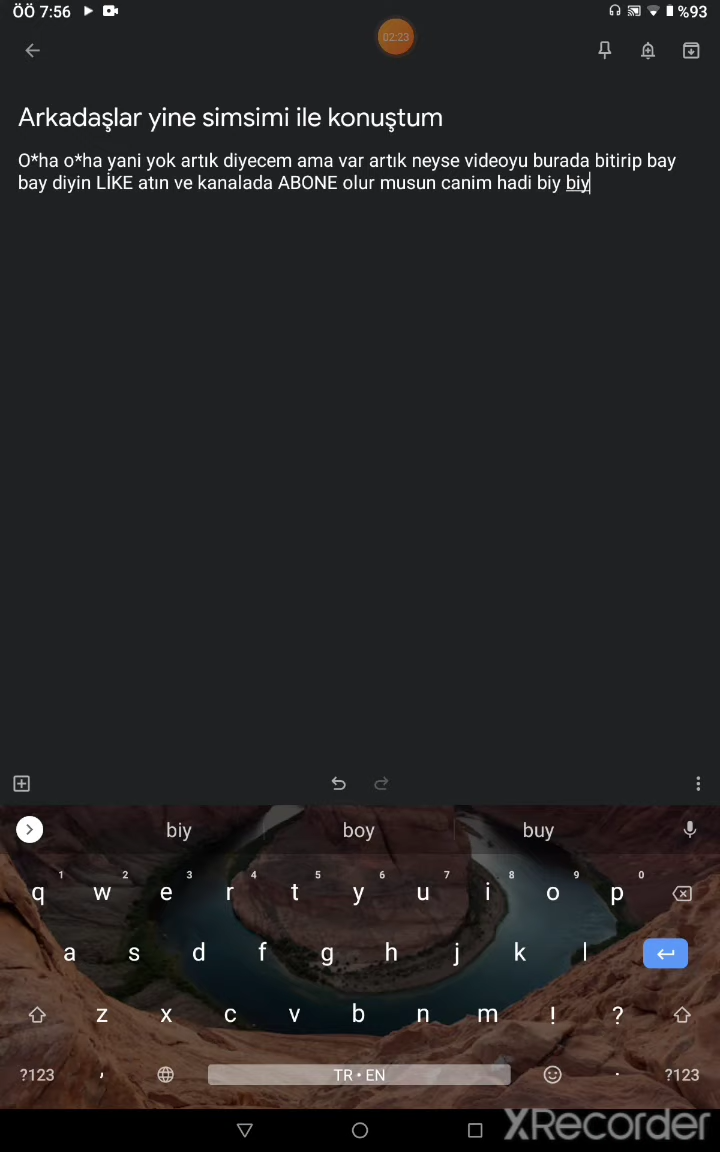 ÖÖ 7:56 %93
02:23
Arkadaşlar yine simsimi ile konuştum
O*ha o*ha yani yok artık diyecem ama var artık neyse videoyu burada bitirip bay
bay diyin LİKE atın ve kanalada ABONE olur musun canim hadi biy biy
biy boy buy
1 2 3 4 5 6 7 8 9 0
q w e r t y u i o p
a s d f g h j k l
z x c v b n m ! ?
?123 , TR • EN . ?123
XRecorder